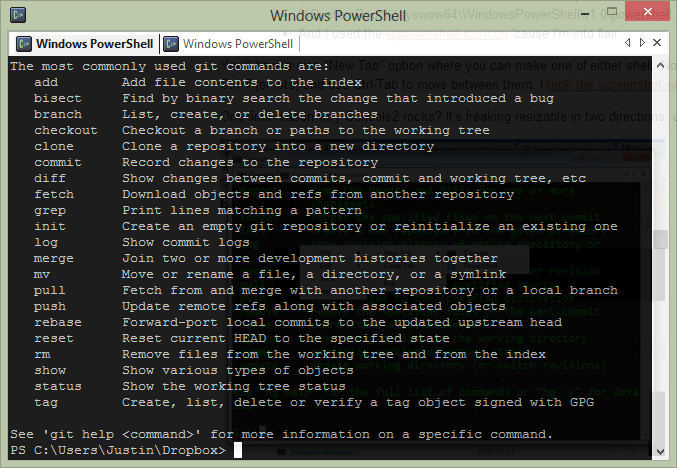 Windows PowerShell
Windows PowerShell
Windows PowerShell
The most commonly used git commands are:
add Add file contents to the index
bisect Find by binary search the change that introduced a bug
branch List, create, or delete branches
checkout Checkout a branch or paths to the working tree
clone Clone a repository into a new directory
commit Record changes to the repository
diff Show changes between commits, commit and working tree, etc
fetch Download objects and refs from another repository
grep Print lines matching a pattern
init Create an empty git repository or reinitialize an existing one
log Show commit logs
merge Join two or more development histories together
mv Move or rename a file, a directory, or a symlink
pull Fetch from and merge with another repository or a local branch
push Update remote refs along with associated objects
rebase Forward-port local commits to the updated upstream head
reset Reset current HEAD to the specified state
rm Remove files from the working tree and from the index
show Show various types of objects
status Show the working tree status
tag Create, list, delete or verify a tag object signed with GPG
See 'git help <command>' for more information on a specific command.
PS C:\Users\Justin\Dropbox>